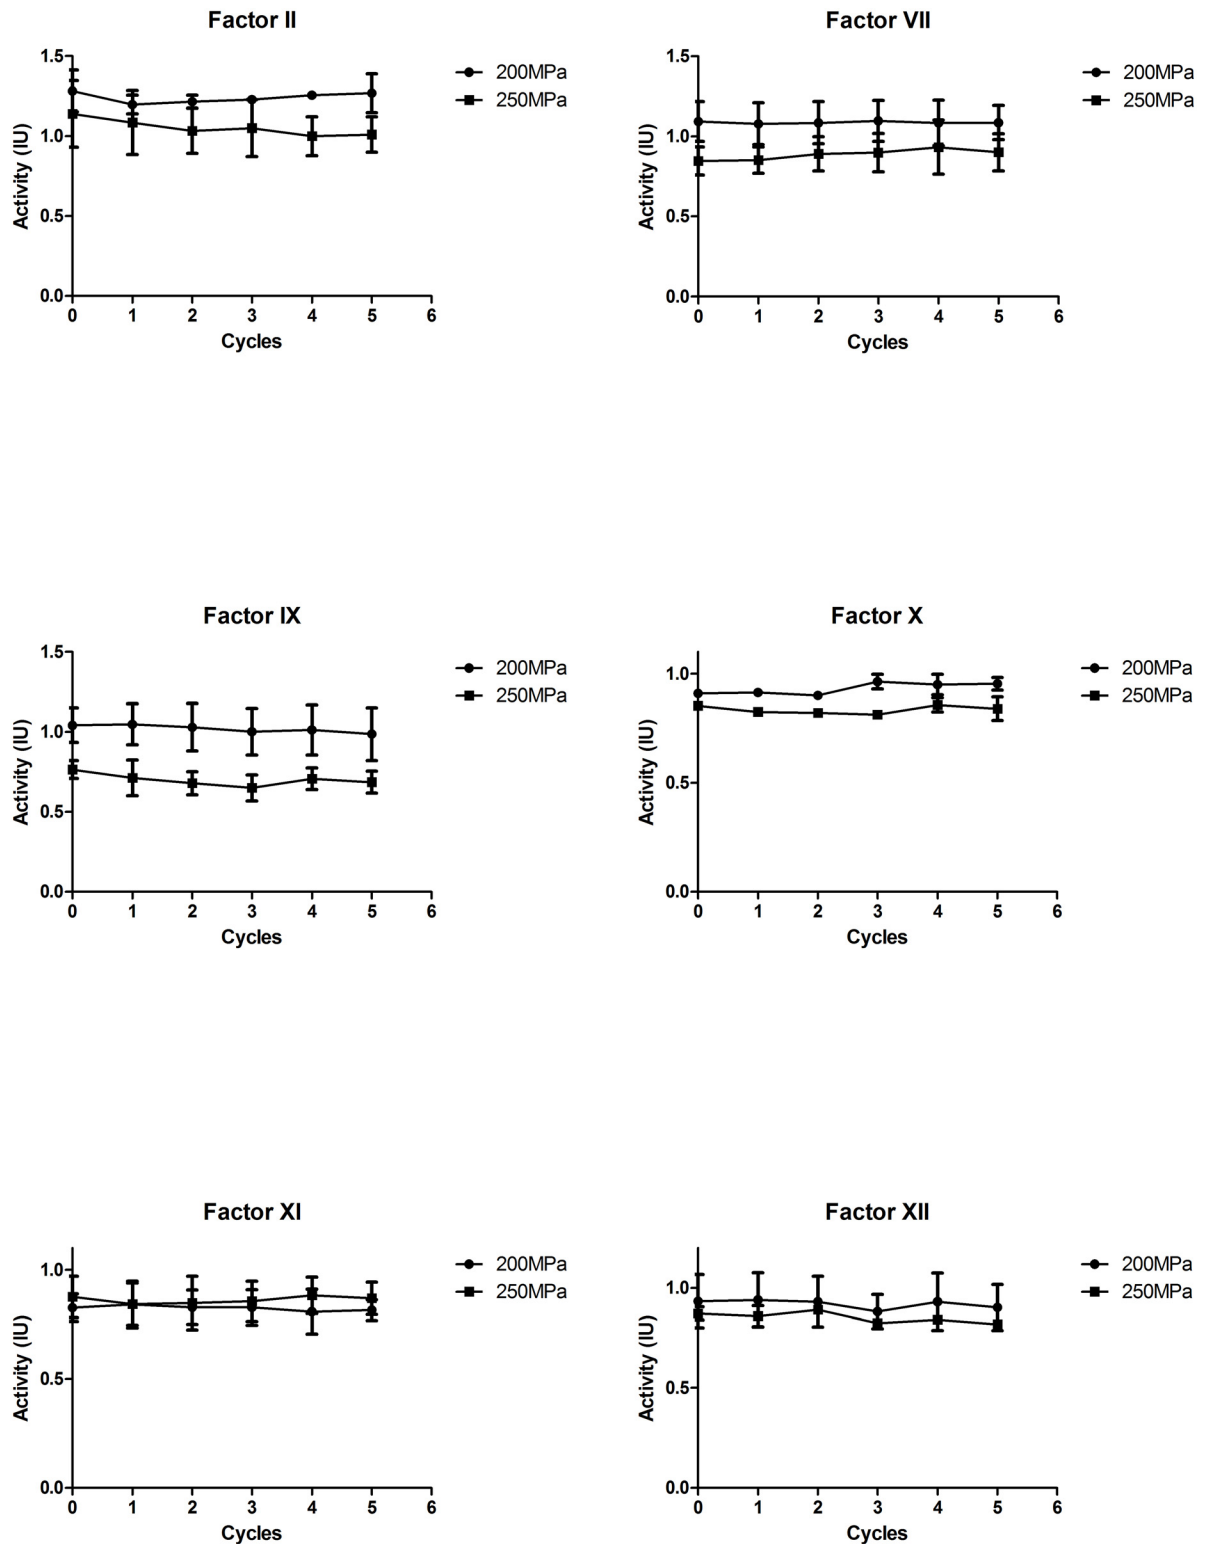 Factor II
1.5
1.0
0.5
0.0
Activity (IU)
0 1 2 3 4 5 6
Cycles
200MPa
250MPa
Factor VII
1.5
1.0
0.5
0.0
Activity (IU)
0 1 2 3 4 5 6
Cycles
200MPa
250MPa
Factor IX
1.5
1.0
0.5
0.0
Activity (IU)
0 1 2 3 4 5 6
Cycles
200MPa
250MPa
Factor X
1.0
0.5
0.0
Activity (IU)
0 1 2 3 4 5 6
Cycles
200MPa
250MPa
Factor XI
1.0
0.5
0.0
Activity (IU)
0 1 2 3 4 5 6
Cycles
200MPa
250MPa
Factor XII
1.0
0.5
0.0
Activity (IU)
0 1 2 3 4 5 6
Cycles
200MPa
250MPa